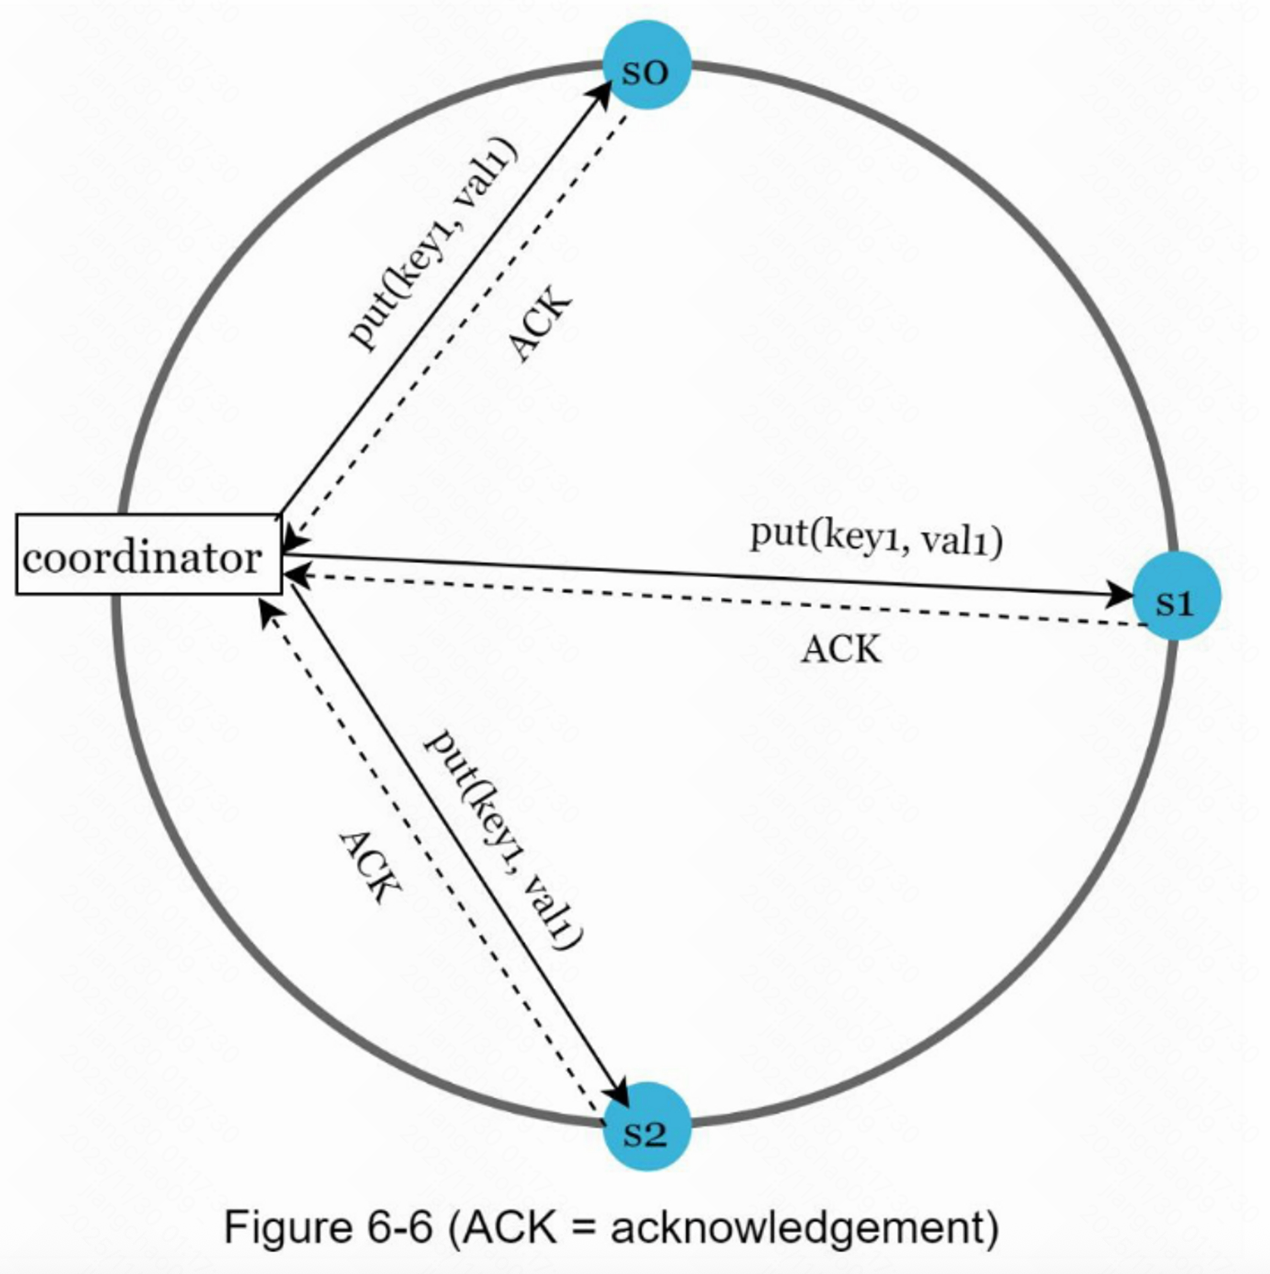 s0
put(key1, val1)
ACK
put(key1, val1)
coordinator
s1
ACK
put(key1, val1)
ACK
s2
Figure 6-6 (ACK = acknowledgement)